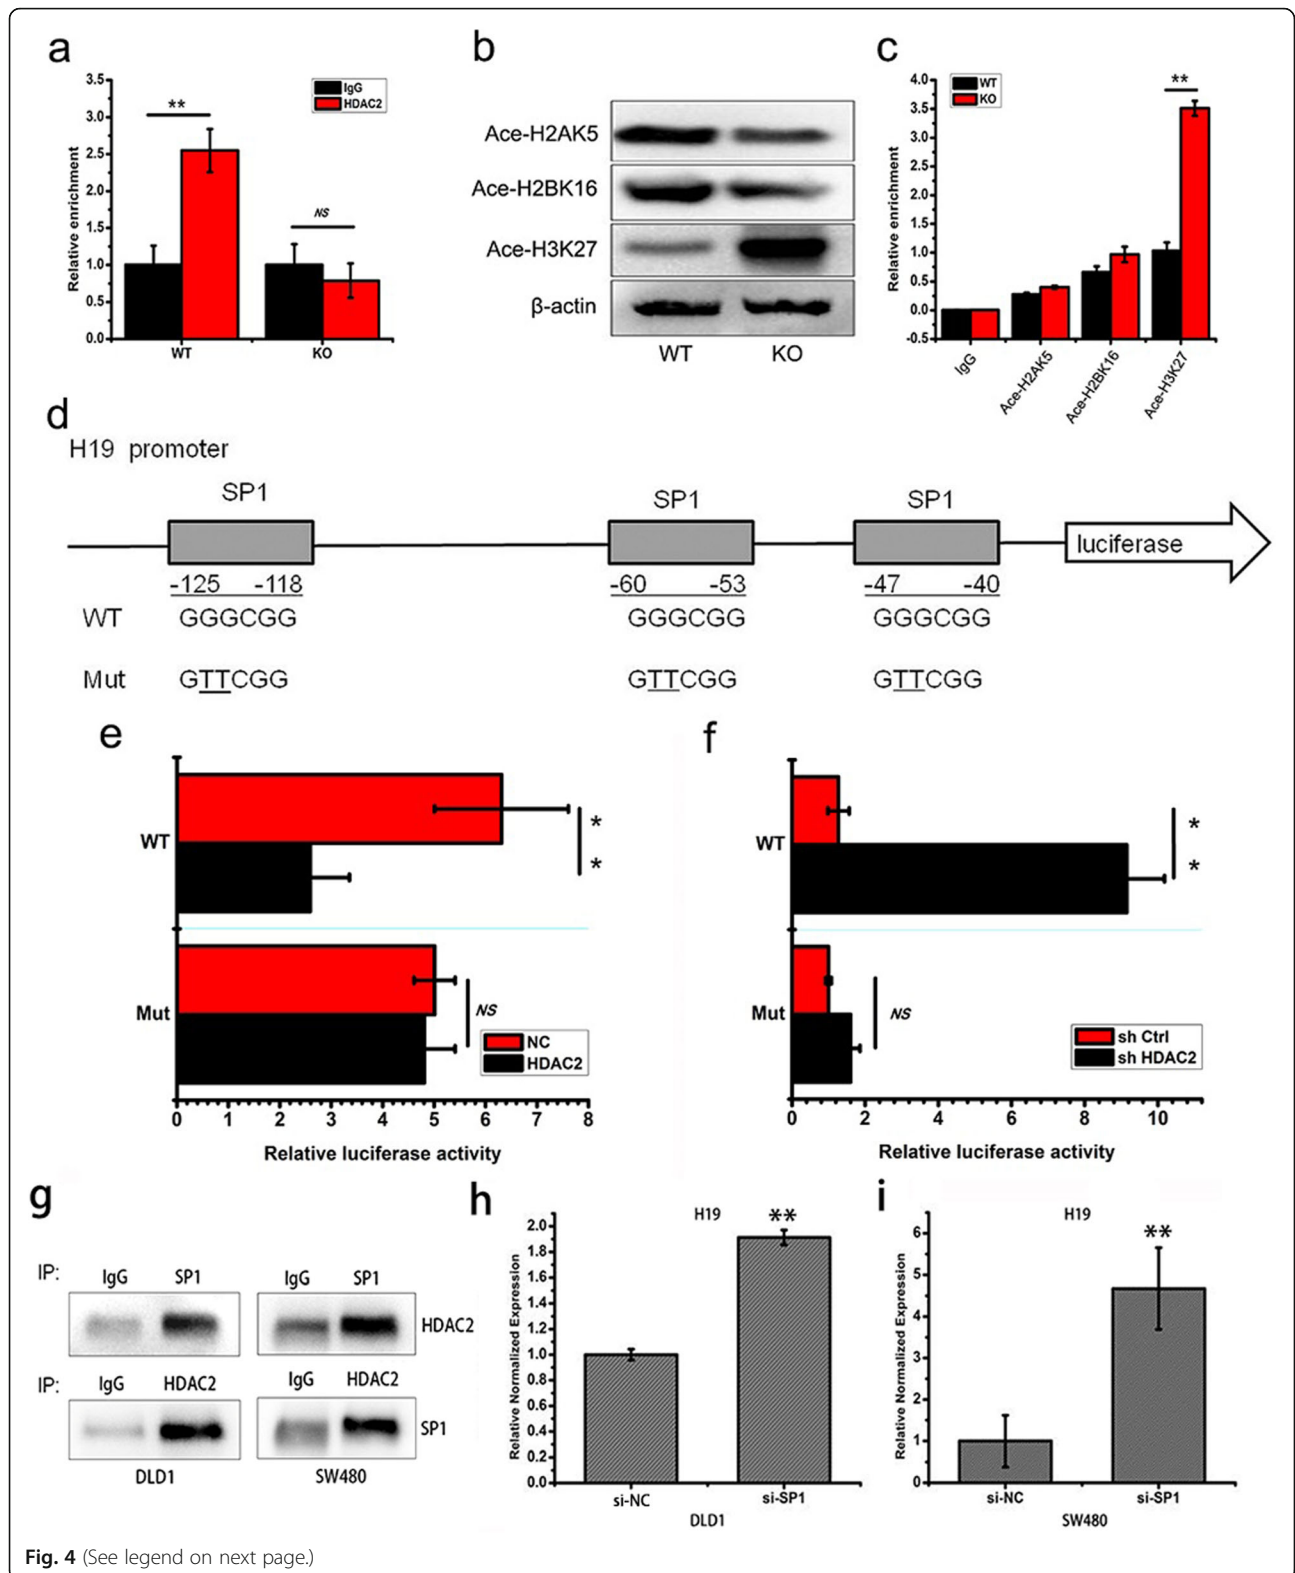 a
3.5
3.0
2.5
2.0
1.5
1.0
0.5
0.0
Relative enrichment
**
NS
IgG
HDAC2
WT
KO
b
Ace-H2AK5
Ace-H2BK16
Ace-H3K27
β-actin
WT
KO
c
4.0
3.5
3.0
2.5
2.0
1.5
1.0
0.5
0.0
-0.5
Relative enrichment
WT
KO
**
IgG
Ace-H2AK5
Ace-H2BK16
Ace-H3K27
d
H19 promoter
SP1
SP1
SP1
luciferase
-125
-118
-60
-53
-47
-40
WT
GGGCGG
GGGCGG
GGGCGG
Mut
GTTCGG
GTTCGG
GTTCGG
e
WT
*
*
Mut
NS
NC
HDAC2
0 1 2 3 4 5 6 7 8
Relative luciferase activity
f
WT
*
*
Mut
NS
sh Ctrl
sh HDAC2
0 2 4 6 8 10
Relative luciferase activity
g
IP:
IgG
SP1
IgG
SP1
HDAC2
IP:
IgG
HDAC2
IgG
HDAC2
SP1
DLD1
SW480
h
H19
**
2.0
1.8
1.6
1.4
1.2
1.0
0.8
0.6
0.4
0.2
0.0
Relative Normalized Expression
si-NC
si-SP1
DLD1
i
H19
**
6
5
4
3
2
1
0
Relative Normalized Expression
si-NC
si-SP1
SW480
Fig. 4 (See legend on next page.)